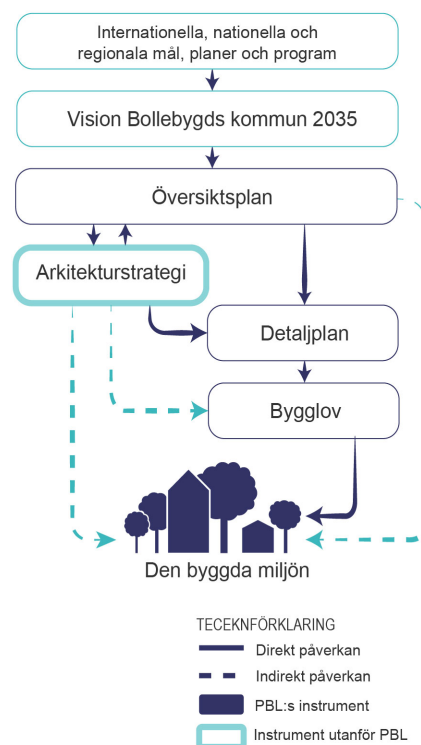 Internationella, nationella och
regionala mål, planer och program
Vision Bollebygds kommun 2035
Översiktsplan
Arkitekturstrategi
Detaljplan
Bygglov
Den byggda miljön
TECEKNFÖRKLARING
Direkt påverkan
Indirekt påverkan
PBL:s instrument
Instrument utanför PBL